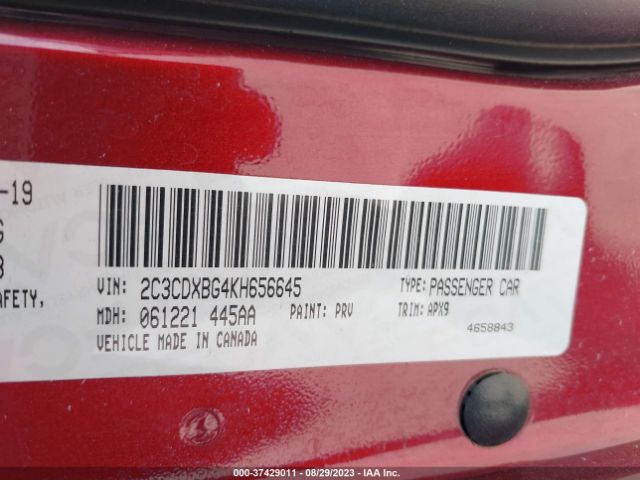 -19
G
3
AFETY,
VIN: 2C3CDXBG4KH656645 TYPE: PASSENGER CAR
MDH: 061221 445AA PAINT: PRV TRIM: APX9
VEHICLE MADE IN CANADA 4658843
000-37429011 - 08/29/2023 - IAA Inc.